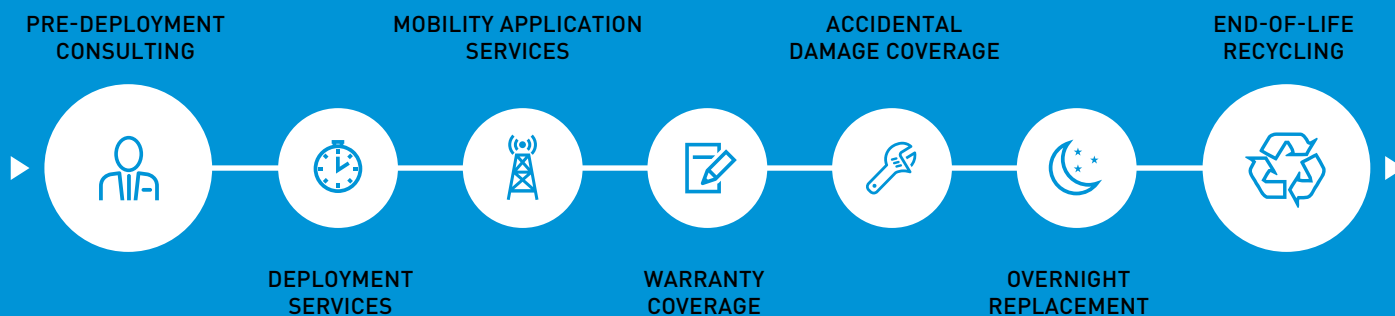 PRE-DEPLOYMENT
CONSULTING
MOBILITY APPLICATION
SERVICES
ACCIDENTAL
DAMAGE COVERAGE
END-OF-LIFE
RECYCLING
DEPLOYMENT
SERVICES
WARRANTY
COVERAGE
OVERNIGHT
REPLACEMENT